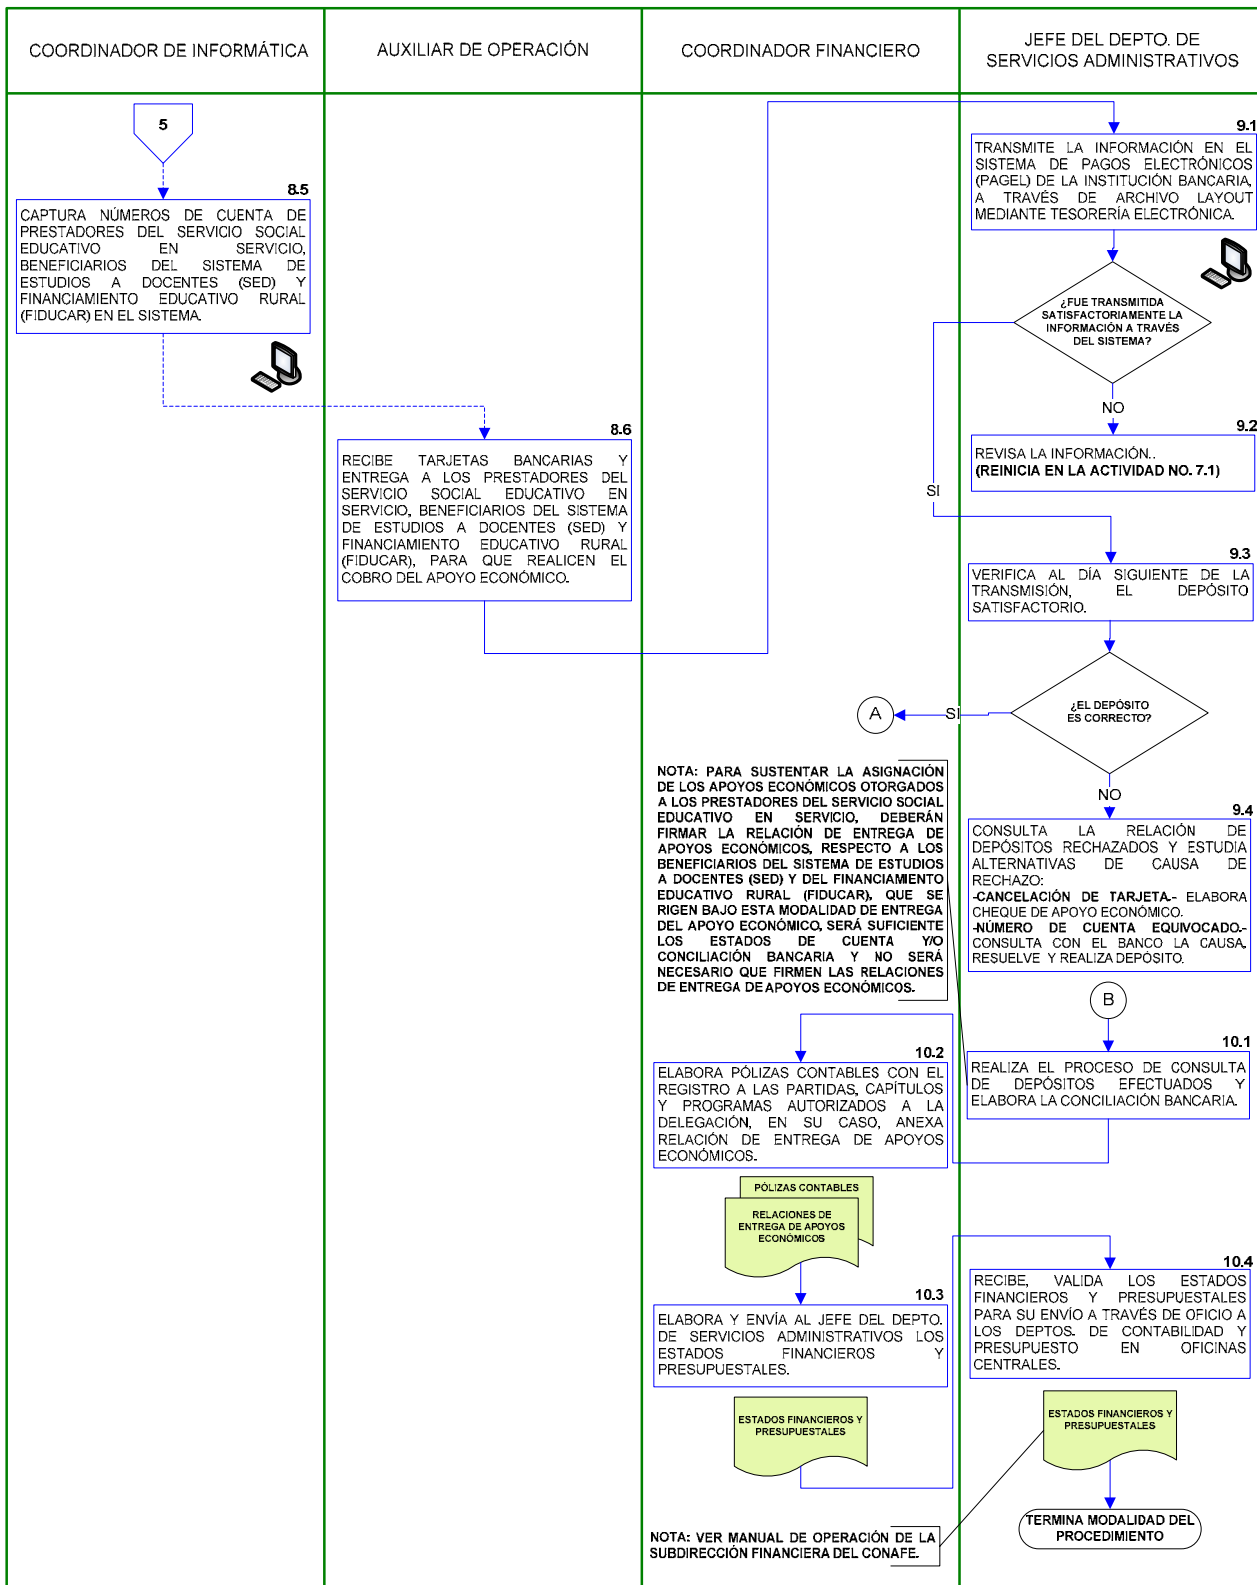 COORDINADOR DE INFORMÁTICA
AUXILIAR DE OPERACIÓN
COORDINADOR FINANCIERO
JEFE DEL DEPTO. DE
SERVICIOS ADMINISTRATIVOS
5
8.5
CAPTURA NÚMEROS DE CUENTA DE
PRESTADORES DEL SERVICIO SOCIAL
EDUCATIVO EN SERVICIO,
BENEFICIARIOS DEL SISTEMA DE
ESTUDIOS A DOCENTES (SED) Y
FINANCIAMIENTO EDUCATIVO RURAL
(FIDUCAR) EN EL SISTEMA.
8.6
RECIBE TARJETAS BANCARIAS Y
ENTREGA A LOS PRESTADORES DEL
SERVICIO SOCIAL EDUCATIVO EN
SERVICIO, BENEFICIARIOS DEL SISTEMA
DE ESTUDIOS A DOCENTES (SED) Y
FINANCIAMIENTO EDUCATIVO RURAL
(FIDUCAR), PARA QUE REALICEN EL
COBRO DEL APOYO ECONÓMICO.
9.1
TRANSMITE LA INFORMACIÓN EN EL
SISTEMA DE PAGOS ELECTRÓNICOS
(PAGEL) DE LA INSTITUCIÓN BANCARIA,
A TRAVÉS DE ARCHIVO LAYOUT
MEDIANTE TESORERÍA ELECTRÓNICA.
¿FUE TRANSMITIDA
SATISFACTORIAMENTE LA
INFORMACIÓN A TRAVÉS
DEL SISTEMA?
NO
9.2
REVISA LA INFORMACIÓN..
(REINICIA EN LA ACTIVIDAD NO. 7.1)
SI
9.3
VERIFICA AL DÍA SIGUIENTE DE LA
TRANSMISIÓN, EL DEPÓSITO
SATISFACTORIO.
¿EL DEPÓSITO
ES CORRECTO?
SI
A
NO
9.4
CONSULTA LA RELACIÓN DE
DEPÓSITOS RECHAZADOS Y ESTUDIA
ALTERNATIVAS DE CAUSA DE
RECHAZO:
-CANCELACIÓN DE TARJETA.- ELABORA
CHEQUE DE APOYO ECONÓMICO.
-NÚMERO DE CUENTA EQUIVOCADO.-
CONSULTA CON EL BANCO LA CAUSA,
RESUELVE Y REALIZA DEPÓSITO.
NOTA: PARA SUSTENTAR LA ASIGNACIÓN
DE LOS APOYOS ECONÓMICOS OTORGADOS
A LOS PRESTADORES DEL SERVICIO SOCIAL
EDUCATIVO EN SERVICIO, DEBERÁN
FIRMAR LA RELACIÓN DE ENTREGA DE
APOYOS ECONÓMICOS, RESPECTO A LOS
BENEFICIARIOS DEL SISTEMA DE ESTUDIOS
A DOCENTES (SED) Y DEL FINANCIAMIENTO
EDUCATIVO RURAL (FIDUCAR), QUE SE
RIGEN BAJO ESTA MODALIDAD DE ENTREGA
DEL APOYO ECONÓMICO, SERÁ SUFICIENTE
LOS ESTADOS DE CUENTA Y/O
CONCILIACIÓN BANCARIA Y NO SERÁ
NECESARIO QUE FIRMEN LAS RELACIONES
DE ENTREGA DE APOYOS ECONÓMICOS.
B
10.1
REALIZA EL PROCESO DE CONSULTA
DE DEPÓSITOS EFECTUADOS Y
ELABORA LA CONCILIACIÓN BANCARIA.
10.2
ELABORA PÓLIZAS CONTABLES CON EL
REGISTRO A LAS PARTIDAS, CAPÍTULOS
Y PROGRAMAS AUTORIZADOS A LA
DELEGACIÓN, EN SU CASO, ANEXA
RELACIÓN DE ENTREGA DE APOYOS
ECONÓMICOS.
PÓLIZAS CONTABLES
RELACIONES DE
ENTREGA DE APOYOS
ECONÓMICOS
10.3
ELABORA Y ENVÍA AL JEFE DEL DEPTO.
DE SERVICIOS ADMINISTRATIVOS LOS
ESTADOS FINANCIEROS Y
PRESUPUESTALES.
ESTADOS FINANCIEROS Y
PRESUPUESTALES
10.4
RECIBE, VALIDA LOS ESTADOS
FINANCIEROS Y PRESUPUESTALES
PARA SU ENVÍO A TRAVÉS DE OFICIO A
LOS DEPTOS. DE CONTABILIDAD Y
PRESUPUESTO EN OFICINAS
CENTRALES.
ESTADOS FINANCIEROS Y
PRESUPUESTALES
TERMINA MODALIDAD DEL
PROCEDIMIENTO
NOTA: VER MANUAL DE OPERACIÓN DE LA
SUBDIRECCIÓN FINANCIERA DEL CONAFE.